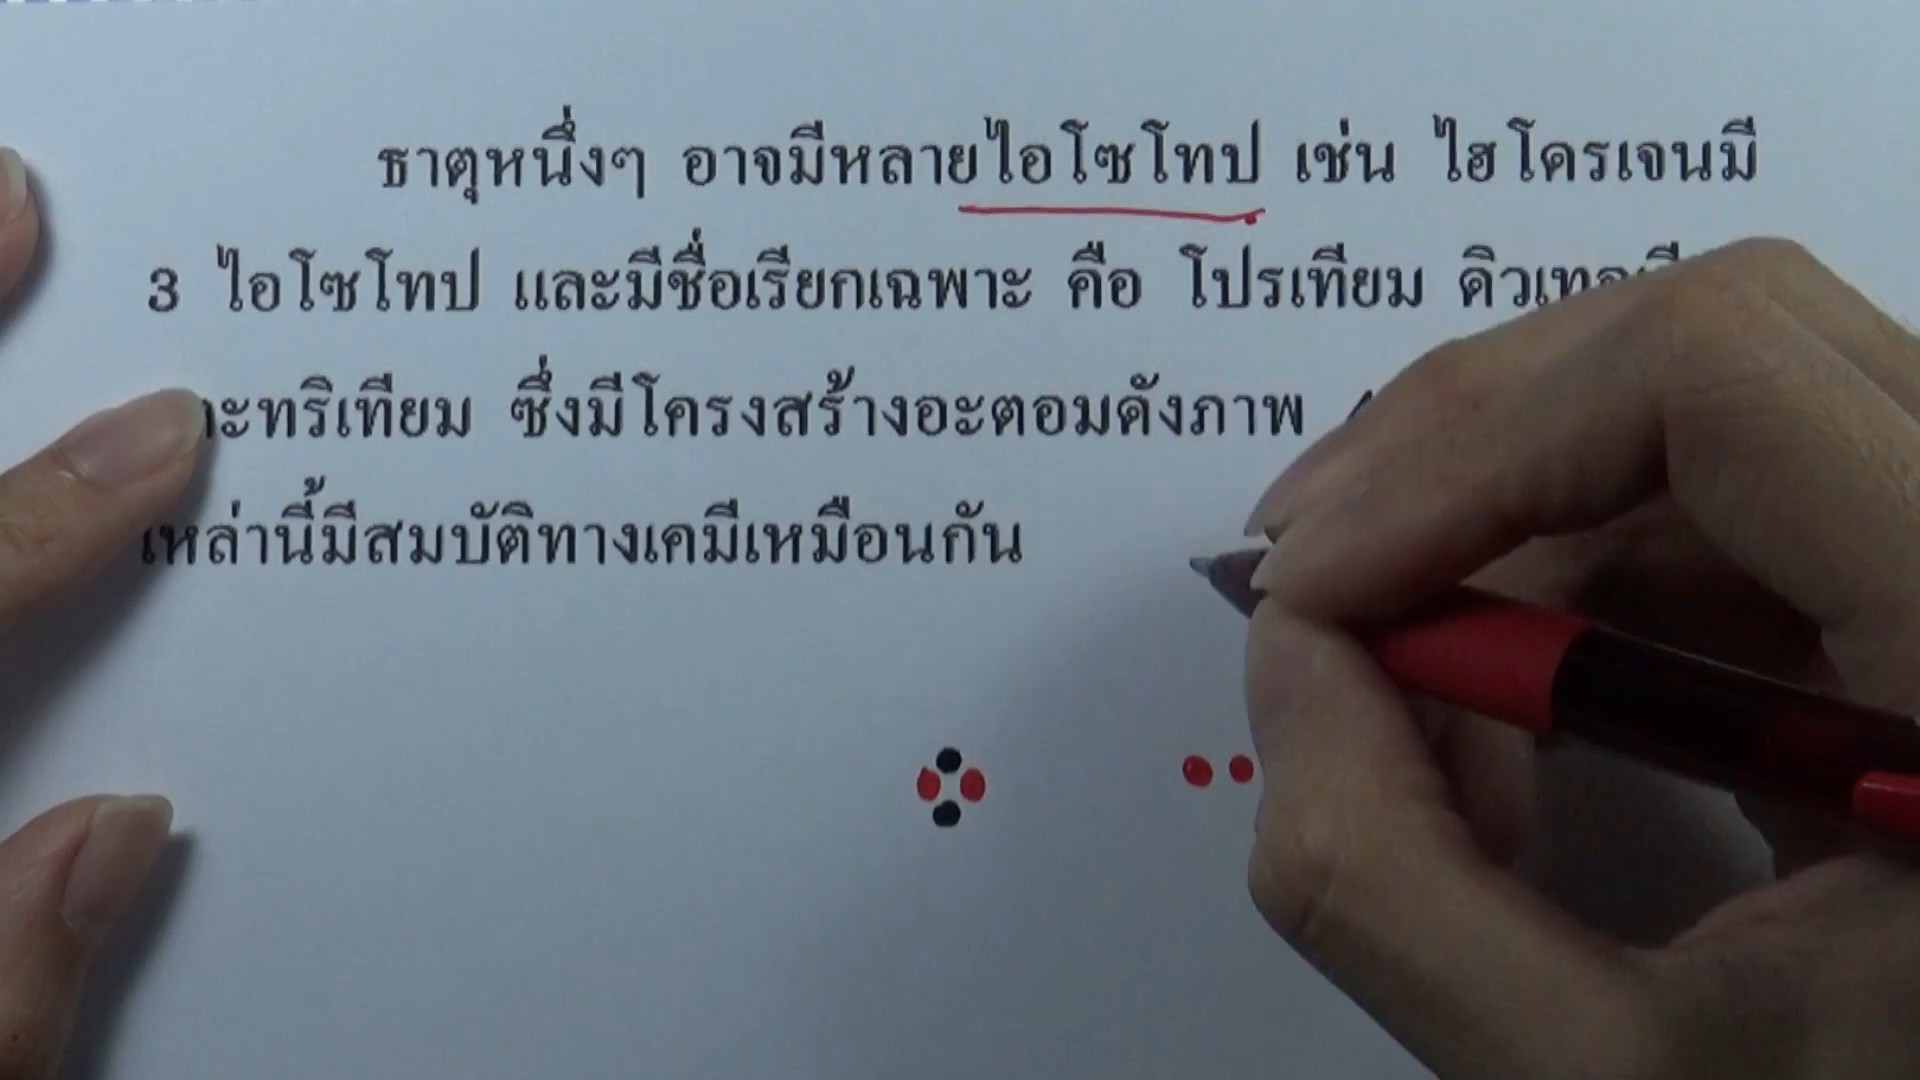 ธาตุหนึ่งๆ อาจมีหลายไอโซโทป เช่น ไฮโดรเจนมี
3 ไอโซโทป และมีชื่อเรียกเฉพาะ คือ โปรเทียม
ทริเทียม ซึ่งมีโครงสร้างอะตอมดังภาพ
เหล่านี้มีสมบัติทางเคมีเหมือนกัน